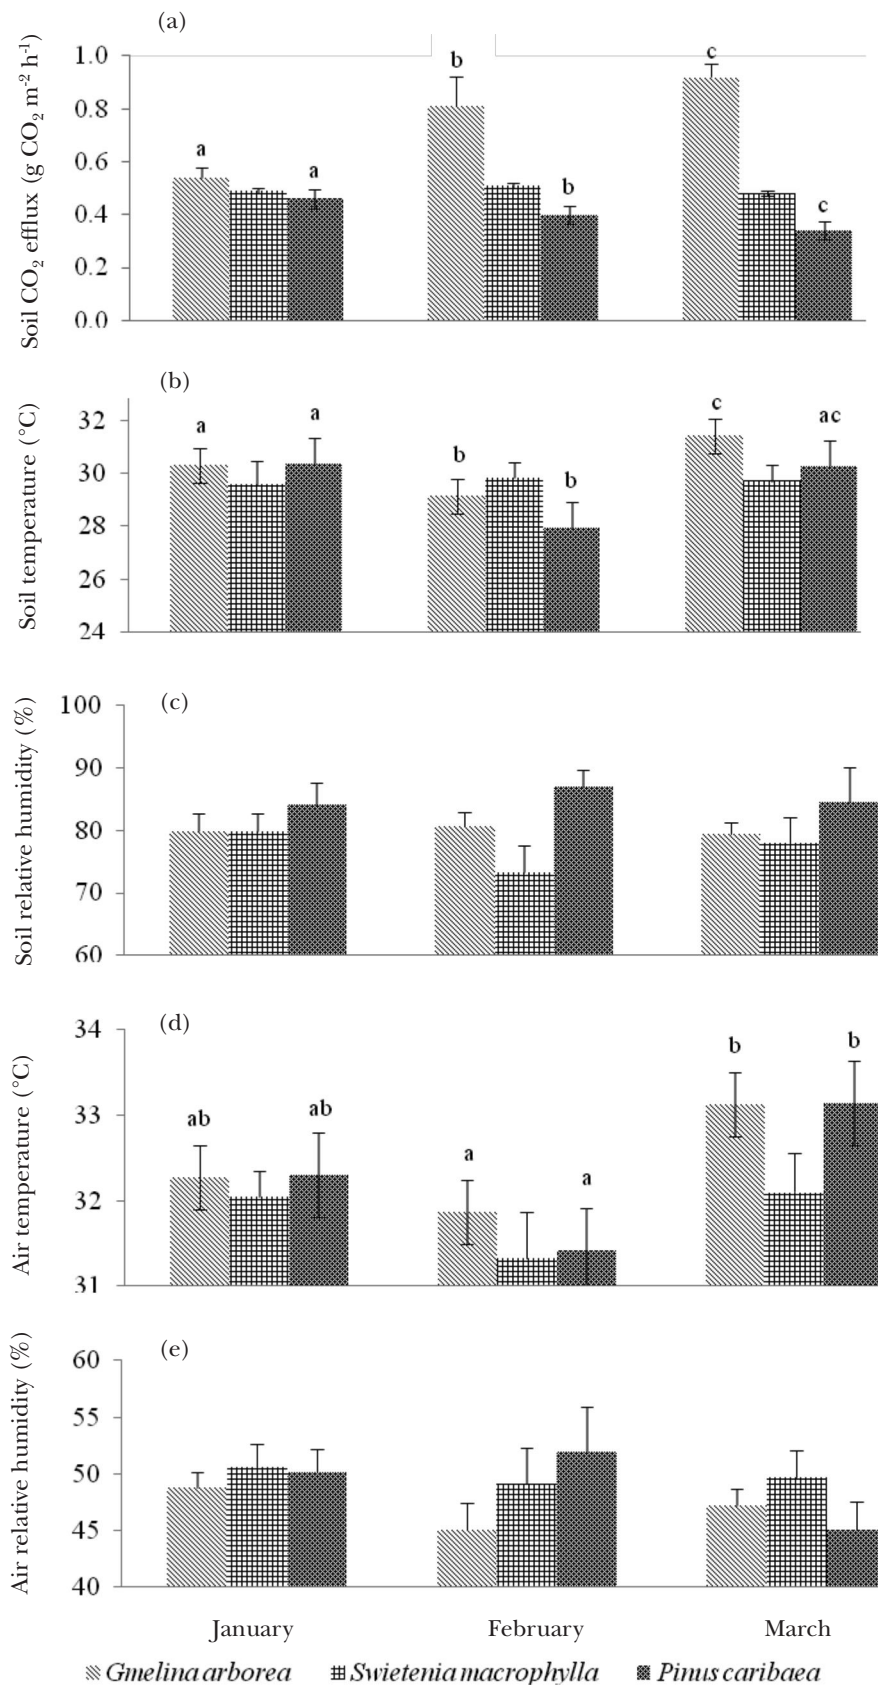 (a)
Soil CO₂ efflux (g CO₂ m⁻² h⁻¹)
1.0
0.8
0.6
0.4
0.2
0.0
a
a
b
b
c
c
(b)
Soil temperature (°C)
32
30
28
26
24
a
a
b
b
c
ac
(c)
Soil relative humidity (%)
100
90
80
70
60
(d)
Air temperature (°C)
34
33
32
31
ab
ab
a
a
b
b
(e)
Air relative humidity (%)
60
55
50
45
40
January February March
Gmelina arborea Swietenia macrophylla Pinus caribaea